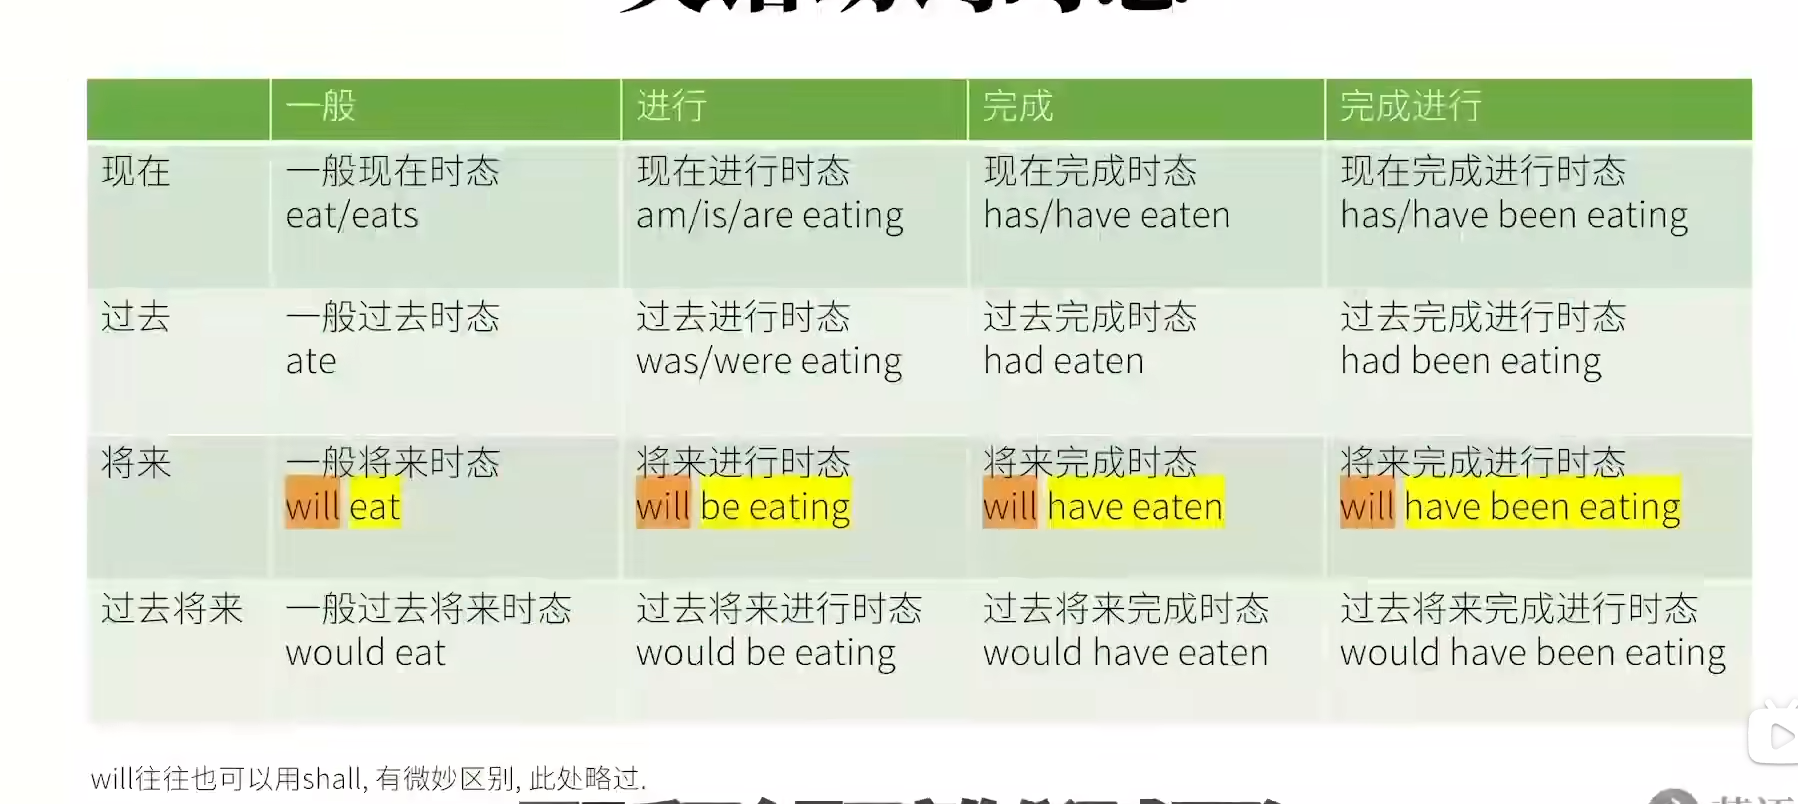 一般 进行 完成 完成进行
现在 一般现在时态 现在进行时态 现在完成时态 现在完成进行时态
eat/eats am/is/are eating has/have eaten has/have been eating
过去 一般过去时态 过去进行时态 过去完成时态 过去完成进行时态
ate was/were eating had eaten had been eating
将来 一般将来时态 将来进行时态 将来完成时态 将来完成进行时态
will eat will be eating will have eaten will have been eating
过去将来 一般过去将来时态 过去将来进行时态 过去将来完成时态 过去将来完成进行时态
would eat would be eating would have eaten would have been eating
will往往也可以用shall, 有微妙区别, 此处略过.